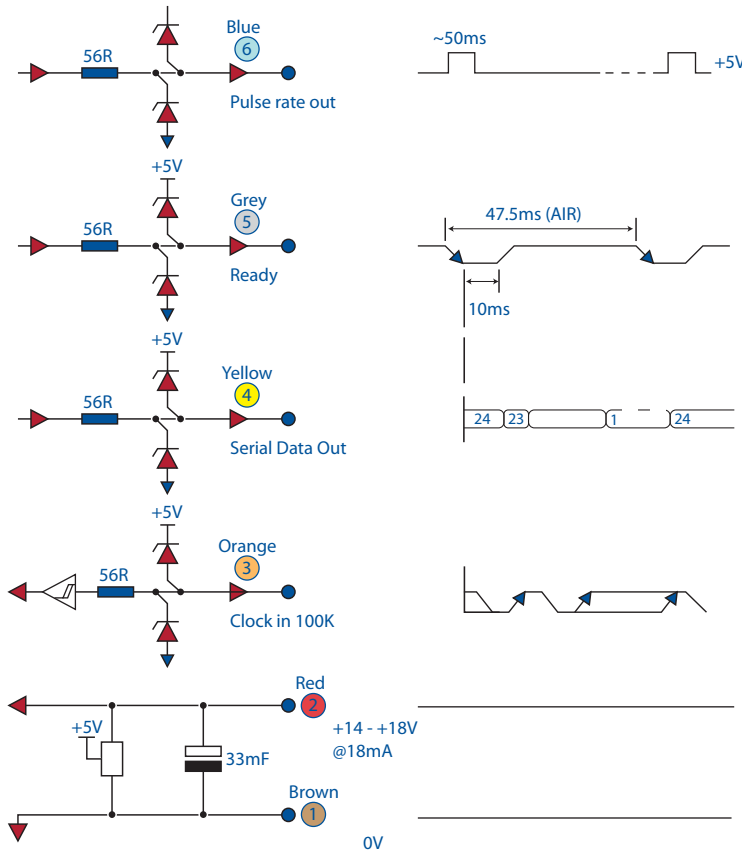 Blue
6
56R
Pulse rate out
~50ms
+5V
+5V
Grey
5
56R
Ready
47.5ms (AIR)
10ms
+5V
Yellow
4
56R
Serial Data Out
24 23 1 24
+5V
Orange
3
56R
Clock in 100K
Red
2
+5V
+14 - +18V
@18mA
33mF
Brown
1
0V